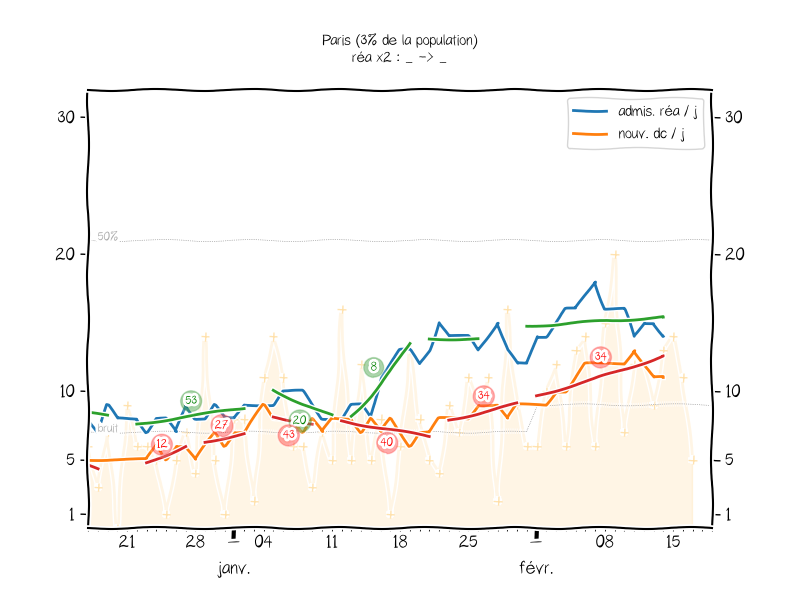 Paris (3% de la population)
réa x2 : _ -> _
admis. réa / j
nouv. dc / j
30
30
50%
20
20
8
34
53
34
10
10
27
20
bruit
12
43
40
5
5
1
1
21 28 04 11 18 25 08 15
janv. févr.